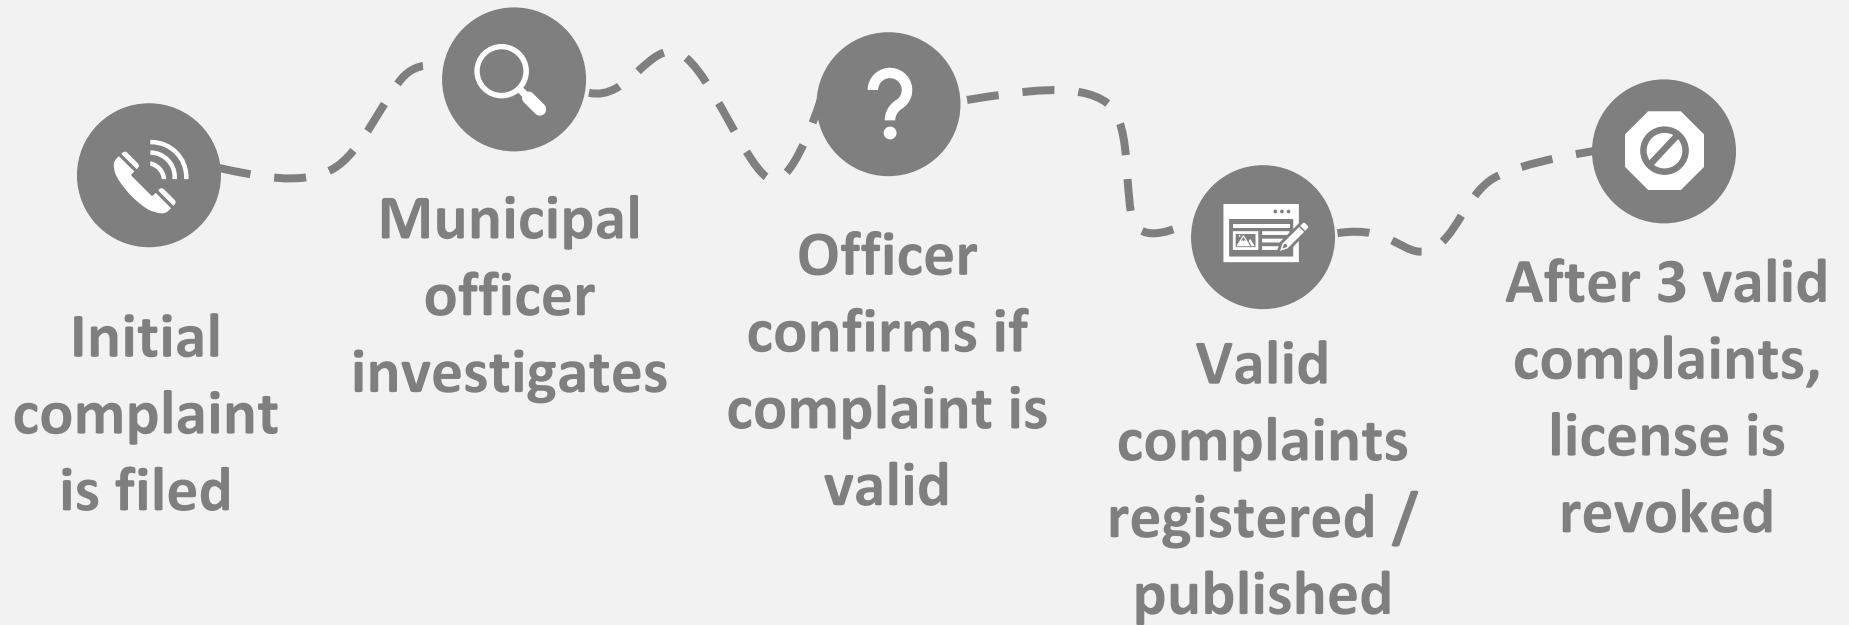 Initial
complaint
is filed
Municipal
officer
investigates
Officer
confirms if
complaint is
valid
Valid
complaints
registered /
published
After 3 valid
complaints,
license is
revoked